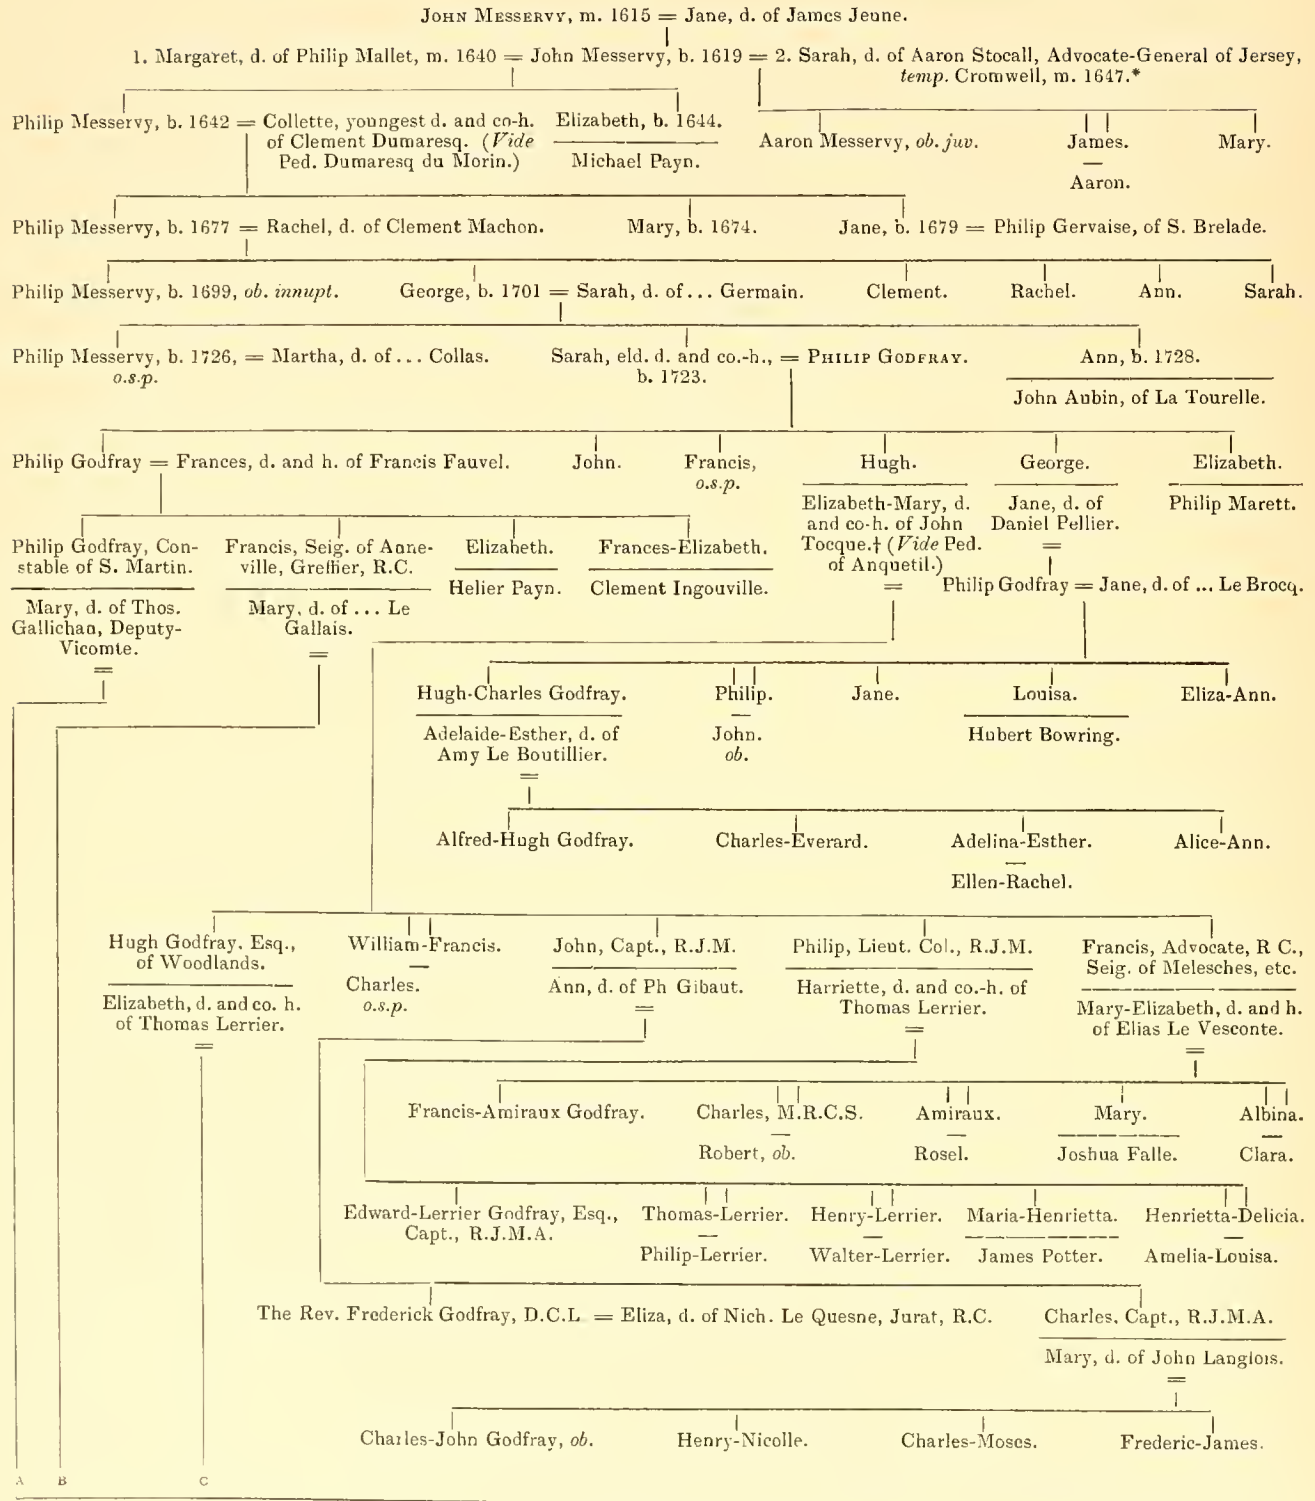 JOHN MESSERVY, m. 1615 = Jane, d. of James Jeune.
1. Margaret, d. of Philip Mallet, m. 1640 = John Messervy, b. 1619 = 2. Sarah, d. of Aaron Stocall, Advocate-General of Jersey,
temp. Cromwell, m. 1647.*
Philip Messervy, b. 1642 = Collette, youngest d. and co-h.
of Clement Dumaresq. (Vide
Ped. Dumaresq du Morin.)
Elizabeth, b. 1644.
Michael Payn.
Aaron Messervy, ob. juv.
James.
Aaron.
Mary.
Philip Messervy, b. 1677 = Rachel, d. of Clement Machon.
Mary, b. 1674.
Jane, b. 1679 = Philip Gervaise, of S. Brelade.
Philip Messervy, b. 1699, ob. innupt.
George, b. 1701 = Sarah, d. of... Germain.
Clement.
Rachel.
Ann.
Sarah.
Philip Messervy, b. 1726, = Martha, d. of... Collas.
o.s.p.
Sarah, eld. d. and co.-h., = PHILIP GODFRAY.
b. 1723.
Ann, b. 1728.
John Aubin, of La Tourelle.
Philip Godfray = Frances, d. and h. of Francis Fauvel.
John.
Francis,
o.s.p.
Hugh.
Elizabeth-Mary, d.
and co-h. of John
Tocque.† (Vide Ped.
of Anquetil.)
=
George.
Jane, d. of
Daniel Pellier.
=
Elizabeth.
Philip Marett.
Philip Godfray = Jane, d. of ... Le Brocq.
Philip Godfray, Con-
stable of S. Martin.
Mary, d. of Thos.
Gallichan, Deputy-
Vicomte.
=
Francis, Seig. of Anne-
ville, Greffier, R.C.
Mary, d. of ... Le
Gallais.
=
Elizabeth.
Helier Payn.
Frances-Elizabeth.
Clement Ingouville.
Hugh-Charles Godfray.
Adelaide-Esther, d. of
Amy Le Boutillier.
=
Philip.
John.
ob.
Jane.
Louisa.
Hubert Bowring.
Eliza-Ann.
Alfred-Hugh Godfray.
Charles-Everard.
Adelina-Esther.
Ellen-Rachel.
Alice-Ann.
Hugh Godfray, Esq.,
of Woodlands.
Elizabeth, d. and co. h.
of Thomas Lerrier.
=
William-Francis.
Charles.
o.s.p.
John, Capt., R.J.M.
Ann, d. of Ph Gibaut.
=
Philip, Lieut. Col., R.J.M.
Harriette, d. and co.-h. of
Thomas Lerrier.
=
Francis, Advocate, R C.,
Seig. of Melesches, etc.
Mary-Elizabeth, d. and h.
of Elias Le Vesconte.
=
Francis-Amiraux Godfray.
Charles, M.R.C.S.
Robert, ob.
Amiraux.
Rosel.
Mary.
Joshua Falle.
Albina.
Clara.
Edward-Lerrier Godfray, Esq.,
Capt., R.J.M.A.
Thomas-Lerrier.
Philip-Lerrier.
Henry-Lerrier.
Walter-Lerrier.
Maria-Henrietta.
James Potter.
Henrietta-Delicia.
Amelia-Louisa.
The Rev. Frederick Godfray, D.C.L = Eliza, d. of Nich. Le Quesne, Jurat, R.C.
Charles, Capt., R.J.M.A.
Mary, d. of John Langlois.
=
Charles-John Godfray, ob.
Henry-Nicolle.
Charles-Moses.
Frederic-James.
A B C